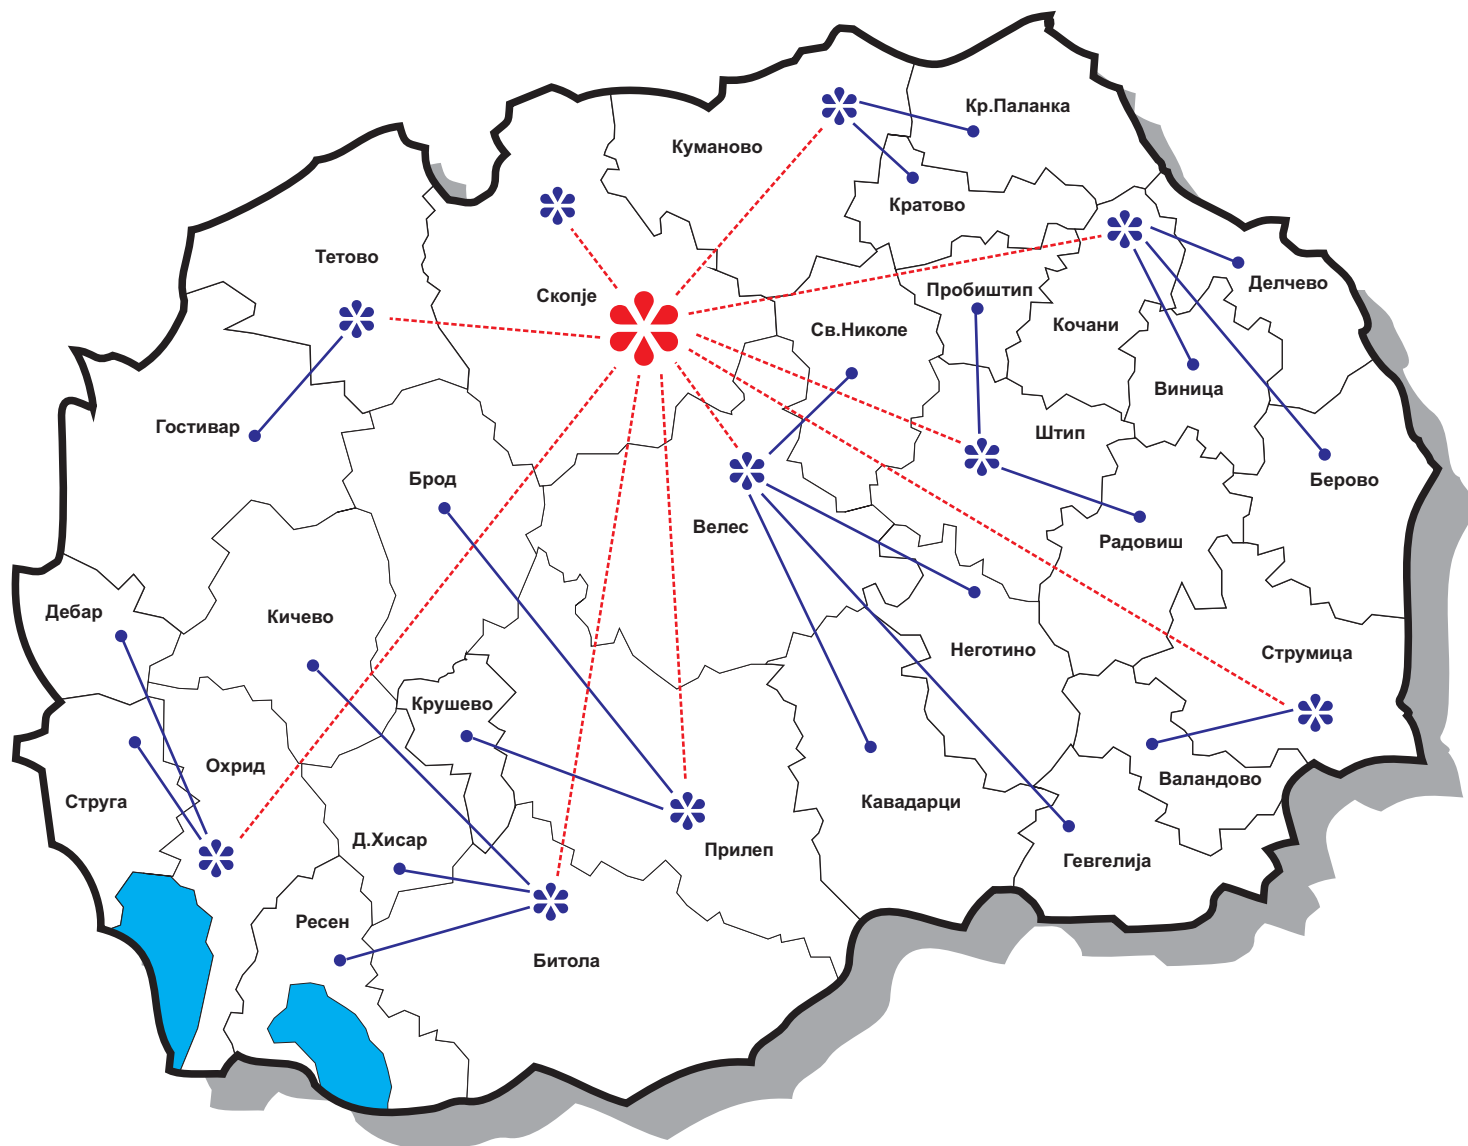 Кр.Паланка
Куманово
Кратово
Тетово
Делчево
Пробиштип
Скопје
Кочани
Св.Николе
Виница
Гостивар
Штип
Брод
Берово
Велес
Радовиш
Дебар
Кичево
Неготино
Струмица
Крушево
Охрид
Валандово
Струга
Кавадарци
Д.Хисар
Прилеп
Гевгелија
Ресен
Битола